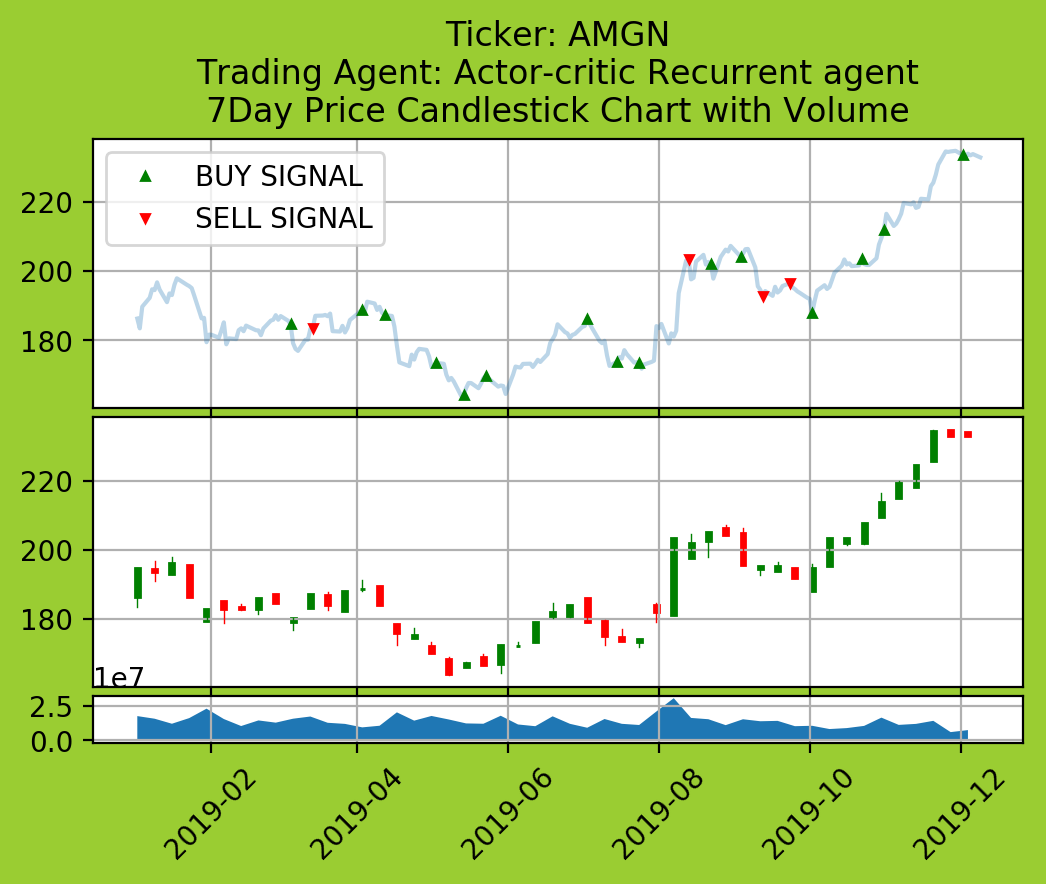 Ticker: AMGN
Trading Agent: Actor-critic Recurrent agent
7Day Price Candlestick Chart with Volume
BUY SIGNAL
SELL SIGNAL
220
200
180
220
200
180
1e7
2.5
0.0
2019-02
2019-04
2019-06
2019-08
2019-10
2019-12